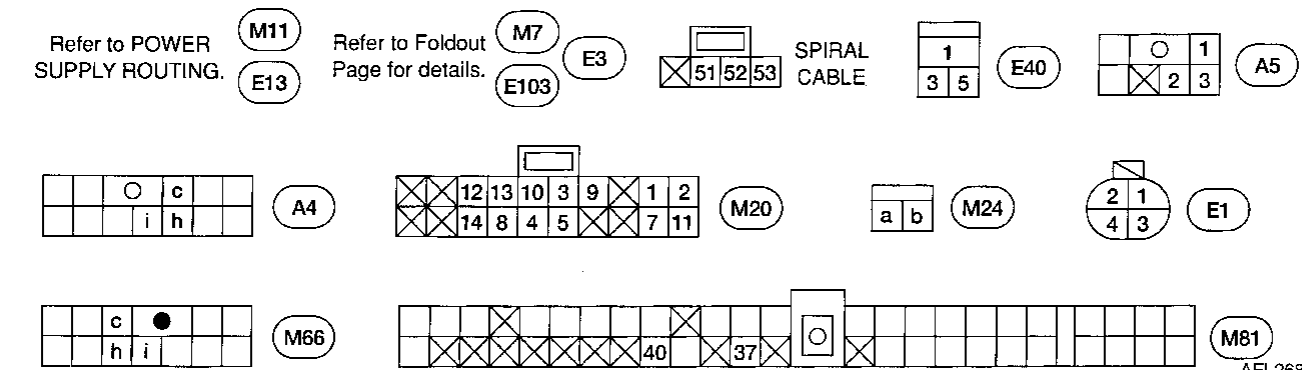 Refer to POWER SUPPLY ROUTING.
M11
E13
Refer to Foldout Page for details.
M7
E103
E3
51 52 53
SPIRAL CABLE
1
3 5
E40
1
2 3
A5
c
i h
A4
12 13 10 3 9 1 2
14 8 4 5 7 11
M20
a b
M24
2 1
4 3
E1
c
h i
M66
40 37
M81